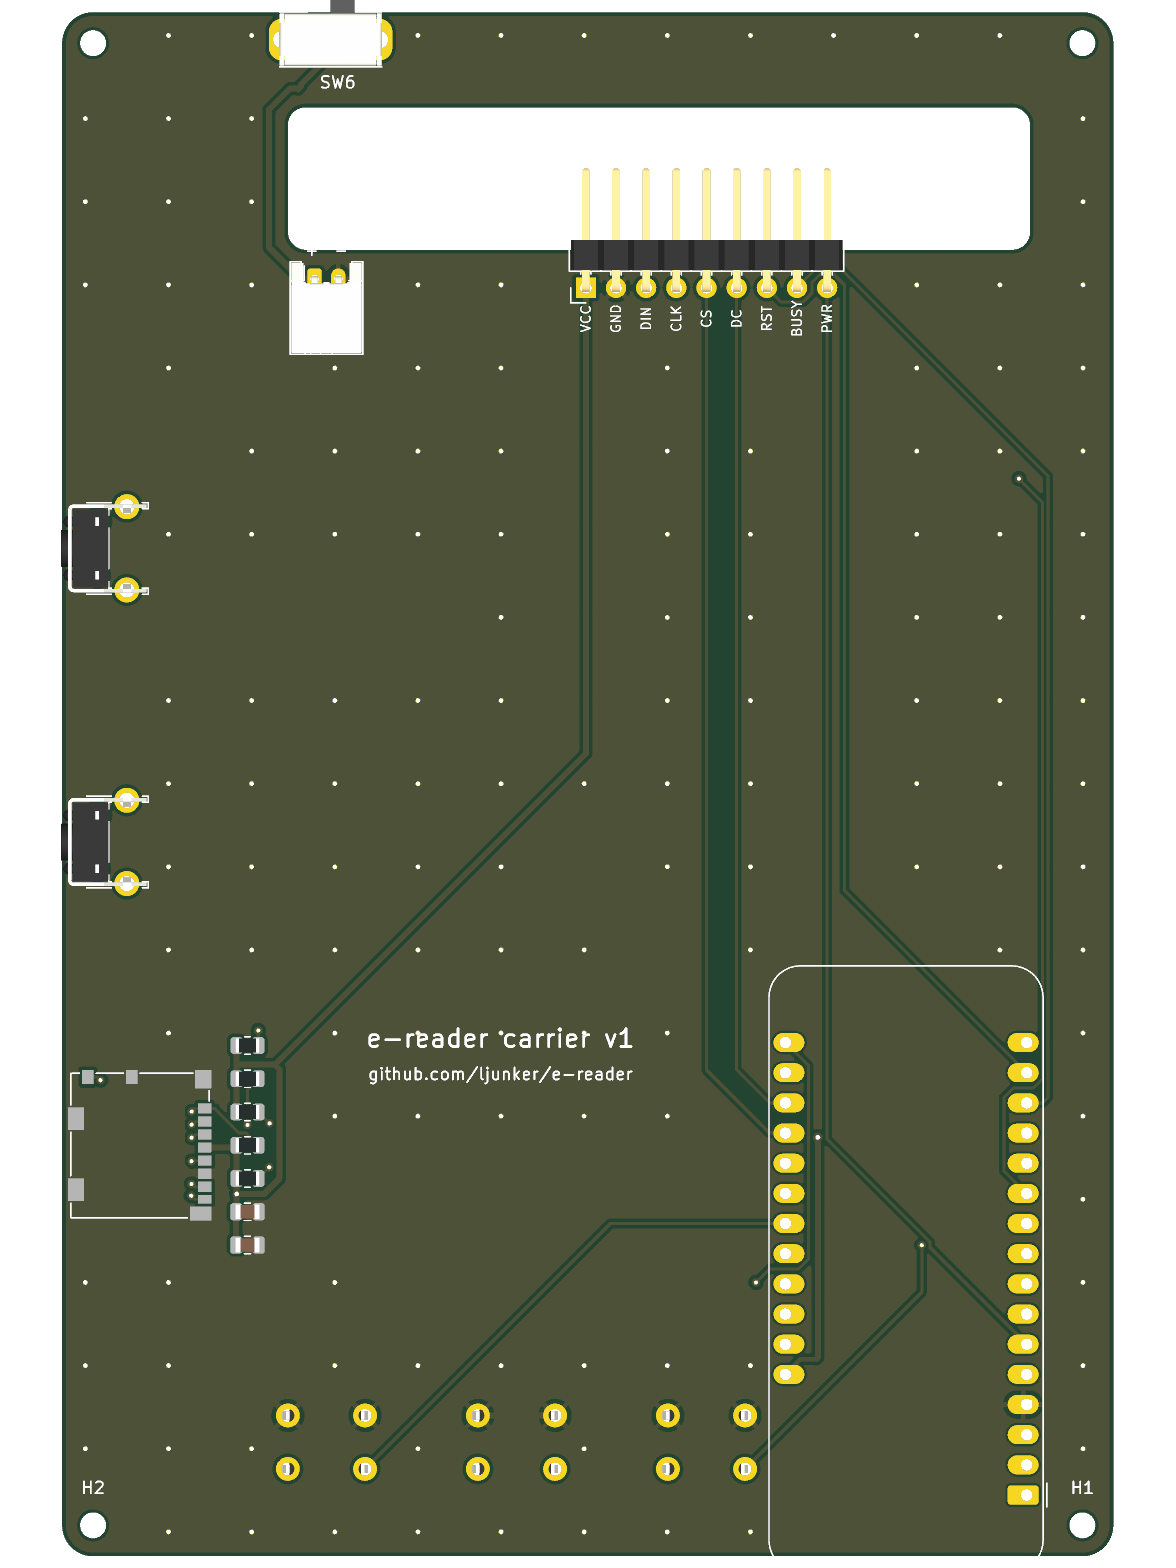 SW6
+ −
VCC
GND
DIN
CLK
CS
DC
RST
BUSY
PWR
e-reader carrier v1
github.com/ljunker/e-reader
H2
H1